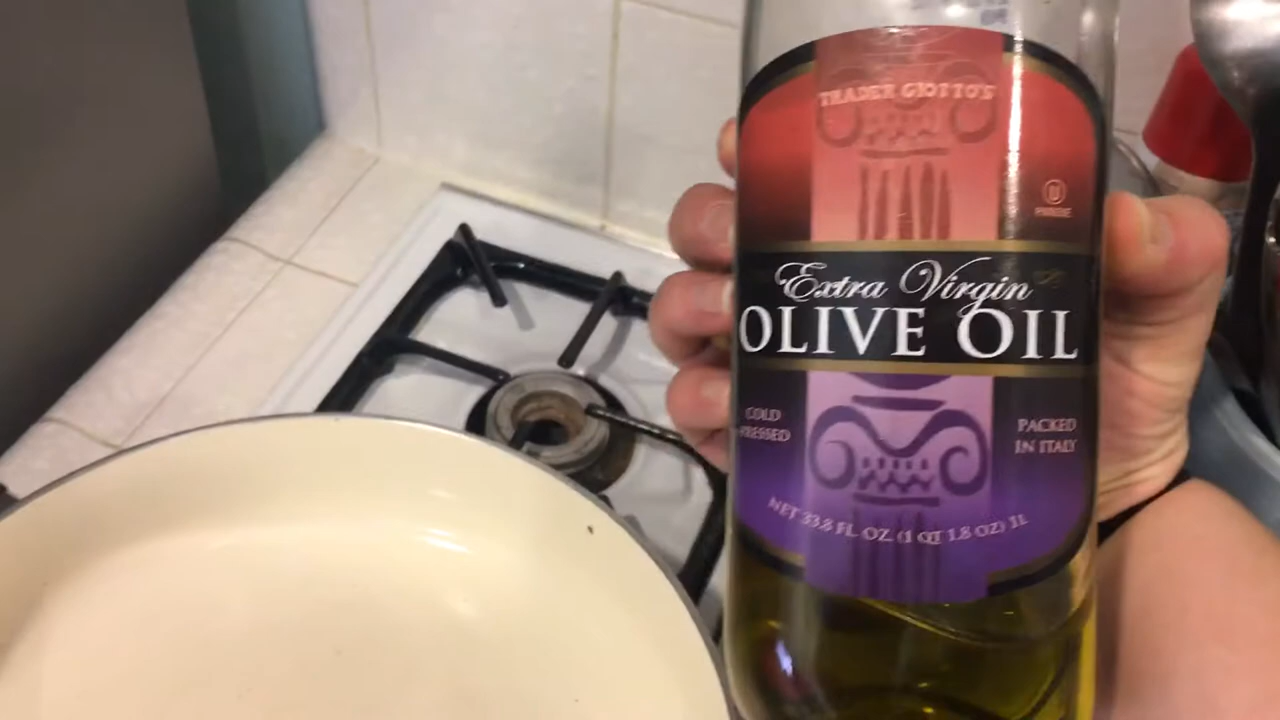 TRADER GIOTTO'S
U
PAREVE
Extra Virgin
OLIVE OIL
COLD
PRESSED
PACKED
IN ITALY
NET 33.8 FL. OZ. (1 QT 1.8 OZ) 1L